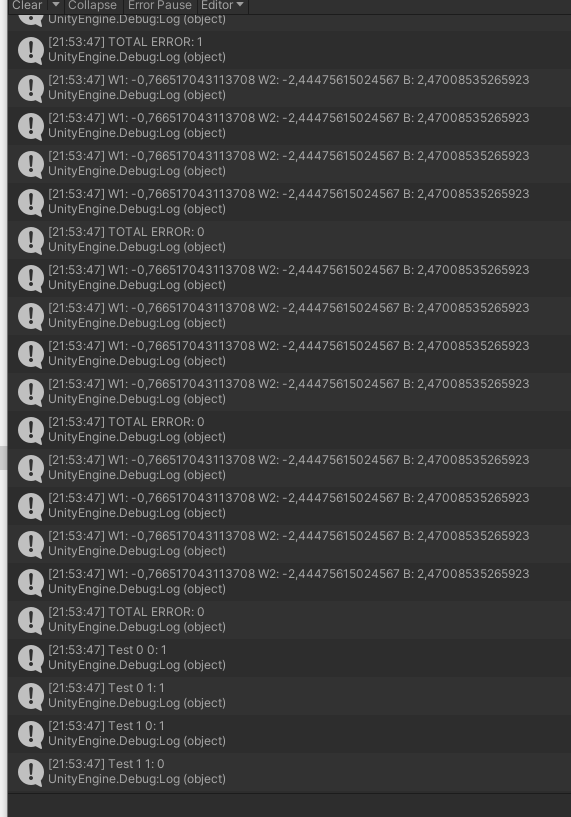 Clear Collapse Error Pause Editor
UnityEngine.Debug:Log (object)
[21:53:47] TOTAL ERROR: 1
UnityEngine.Debug:Log (object)
[21:53:47] W1: -0,766517043113708 W2: -2,44475615024567 B: 2,47008535265923
UnityEngine.Debug:Log (object)
[21:53:47] W1: -0,766517043113708 W2: -2,44475615024567 B: 2,47008535265923
UnityEngine.Debug:Log (object)
[21:53:47] W1: -0,766517043113708 W2: -2,44475615024567 B: 2,47008535265923
UnityEngine.Debug:Log (object)
[21:53:47] W1: -0,766517043113708 W2: -2,44475615024567 B: 2,47008535265923
UnityEngine.Debug:Log (object)
[21:53:47] TOTAL ERROR: 0
UnityEngine.Debug:Log (object)
[21:53:47] W1: -0,766517043113708 W2: -2,44475615024567 B: 2,47008535265923
UnityEngine.Debug:Log (object)
[21:53:47] W1: -0,766517043113708 W2: -2,44475615024567 B: 2,47008535265923
UnityEngine.Debug:Log (object)
[21:53:47] W1: -0,766517043113708 W2: -2,44475615024567 B: 2,47008535265923
UnityEngine.Debug:Log (object)
[21:53:47] W1: -0,766517043113708 W2: -2,44475615024567 B: 2,47008535265923
UnityEngine.Debug:Log (object)
[21:53:47] TOTAL ERROR: 0
UnityEngine.Debug:Log (object)
[21:53:47] W1: -0,766517043113708 W2: -2,44475615024567 B: 2,47008535265923
UnityEngine.Debug:Log (object)
[21:53:47] W1: -0,766517043113708 W2: -2,44475615024567 B: 2,47008535265923
UnityEngine.Debug:Log (object)
[21:53:47] W1: -0,766517043113708 W2: -2,44475615024567 B: 2,47008535265923
UnityEngine.Debug:Log (object)
[21:53:47] W1: -0,766517043113708 W2: -2,44475615024567 B: 2,47008535265923
UnityEngine.Debug:Log (object)
[21:53:47] TOTAL ERROR: 0
UnityEngine.Debug:Log (object)
[21:53:47] Test 0 0: 1
UnityEngine.Debug:Log (object)
[21:53:47] Test 0 1: 1
UnityEngine.Debug:Log (object)
[21:53:47] Test 1 0: 1
UnityEngine.Debug:Log (object)
[21:53:47] Test 1 1: 0
UnityEngine.Debug:Log (object)